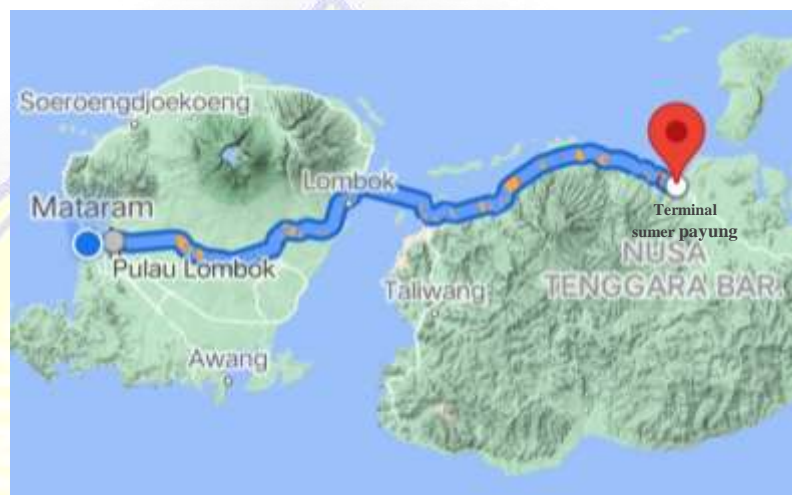 Soeroengdjoekoeng
Lombok
Mataram
Terminal
sumer payung
Pulau Lombok
NUSA
TENGGARA BAR.
Taliwang
Awang